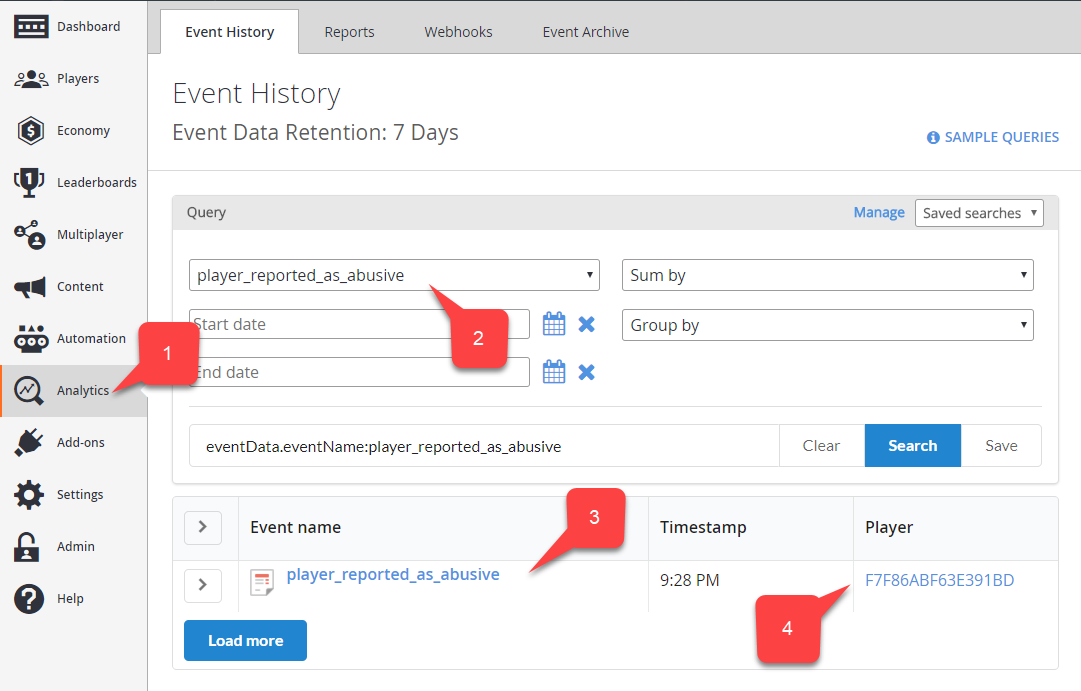 Dashboard
Players
Economy
Leaderboards
Multiplayer
Content
Automation
Analytics
Add-ons
Settings
Admin
Help
Event History Reports Webhooks Event Archive
Event History
Event Data Retention: 7 Days
SAMPLE QUERIES
Query Manage Saved searches
player_reported_as_abusive Sum by
Start date Group by
End date
1
2
eventData.eventName:player_reported_as_abusive Clear Search Save
3
Event name Timestamp Player
player_reported_as_abusive 9:28 PM F7F86ABF63E391BD
4
Load more